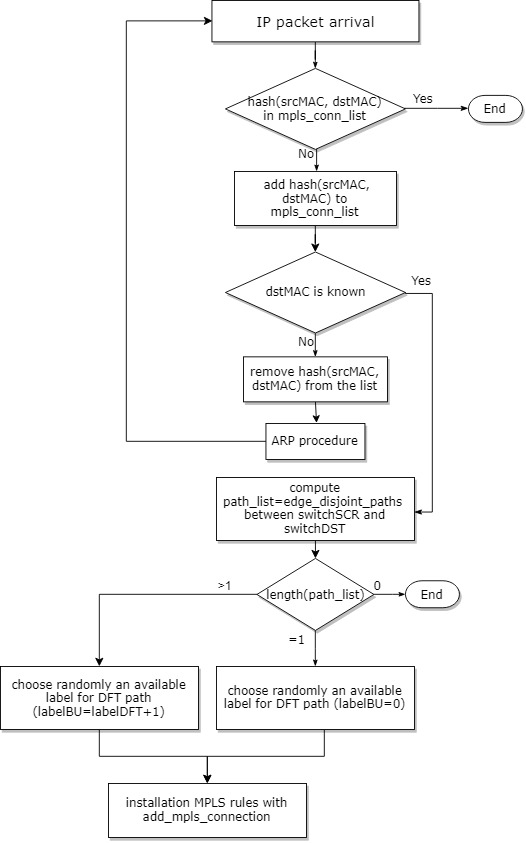 IP packet arrival
hash(srcMAC, dstMAC)
in mpls_conn_list
Yes
End
No
add hash(srcMAC,
dstMAC) to
mpls_conn_list
dstMAC is known
Yes
No
remove hash(srcMAC,
dstMAC) from the list
ARP procedure
compute
path_list=edge_disjoint_paths
between switchSCR and
switchDST
>1
length(path_list)
0
End
=1
choose randomly an available
label for DFT path
(labelBU=labelDFT+1)
choose randomly an available
label for DFT path (labelBU=0)
installation MPLS rules with
add_mpls_connection